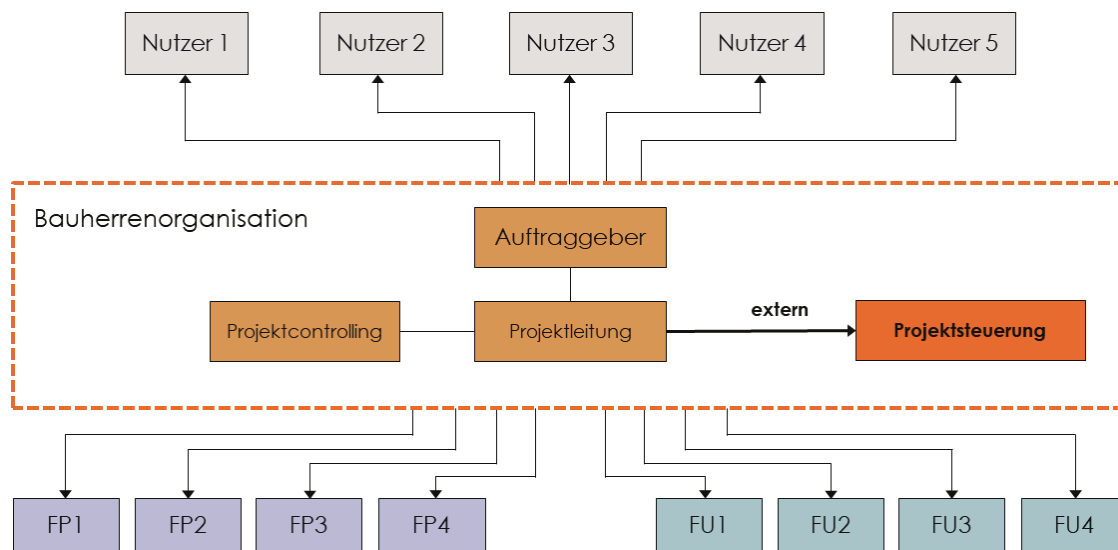 Nutzer 1
Nutzer 2
Nutzer 3
Nutzer 4
Nutzer 5
Bauherrenorganisation
Auftraggeber
Projektcontrolling
Projektleitung
extern
Projektsteuerung
FP1
FP2
FP3
FP4
FU1
FU2
FU3
FU4